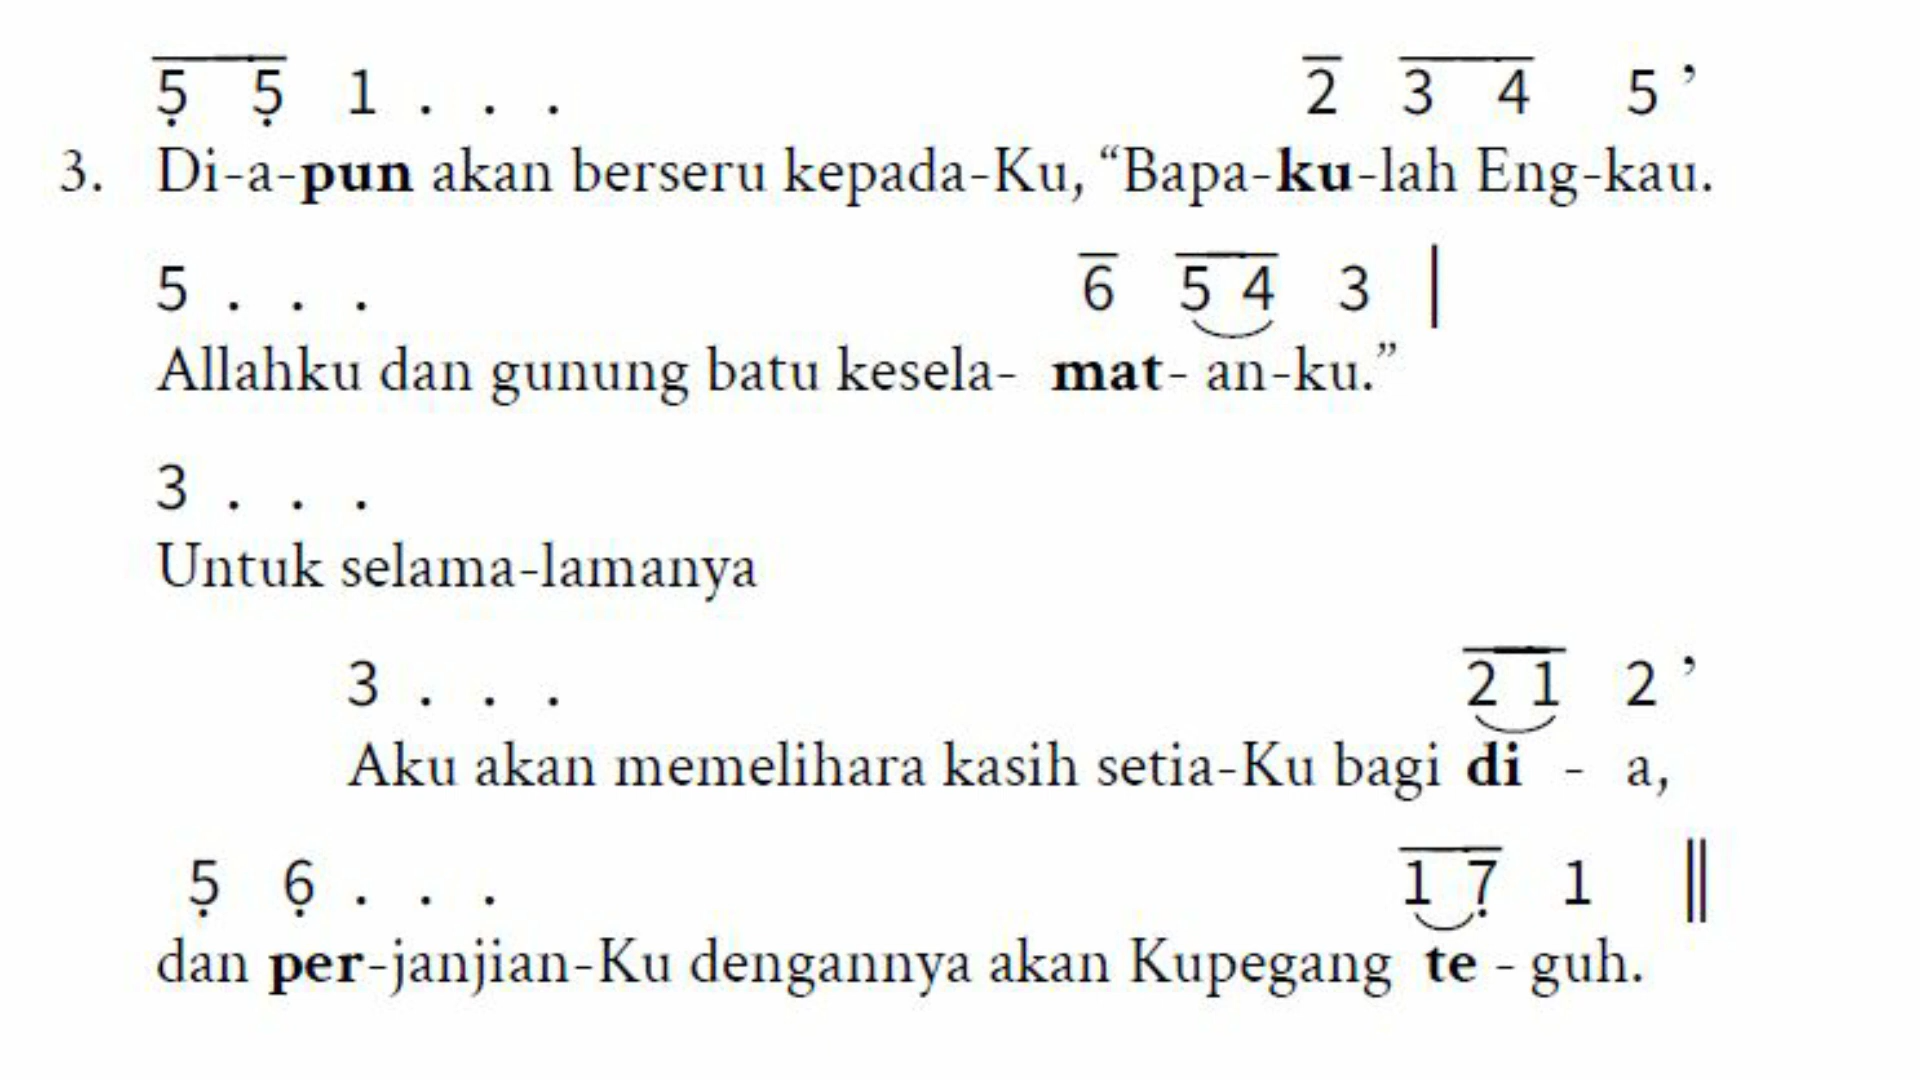 5̣ 5̣ 1 . . . 2 3 4 5 ’
3. Di-a-pun akan berseru kepada-Ku, “Bapa-ku-lah Eng-kau.
5 . . . 6 5 4 3 |
Allahku dan gunung batu kesela- mat- an-ku.”
3 . . .
Untuk selama-lamanya
3 . . . 2 1 2 ’
Aku akan memelihara kasih setia-Ku bagi di - a,
5̣ 6̣ . . . 1 7̣ 1 ||
dan per-janjian-Ku dengannya akan Kupegang te - guh.